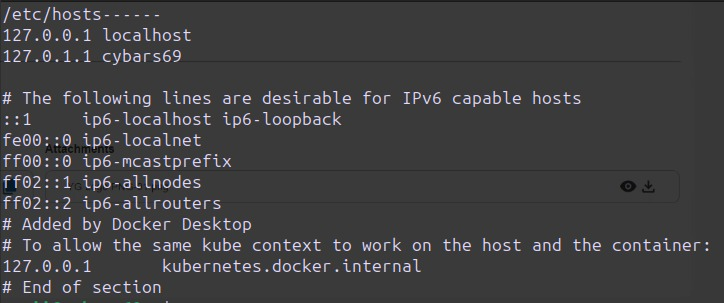 /etc/hosts------
127.0.0.1 localhost
127.0.1.1 cybars69
# The following lines are desirable for IPv6 capable hosts
::1     ip6-localhost ip6-loopback
fe00::0 ip6-localnet
Attachments
ff00::0 ip6-mcastprefix
ff02::1 ip6-allnodes
ff02::2 ip6-allrouters
# Added by Docker Desktop
# To allow the same kube context to work on the host and the container:
127.0.0.1       kubernetes.docker.internal
# End of section